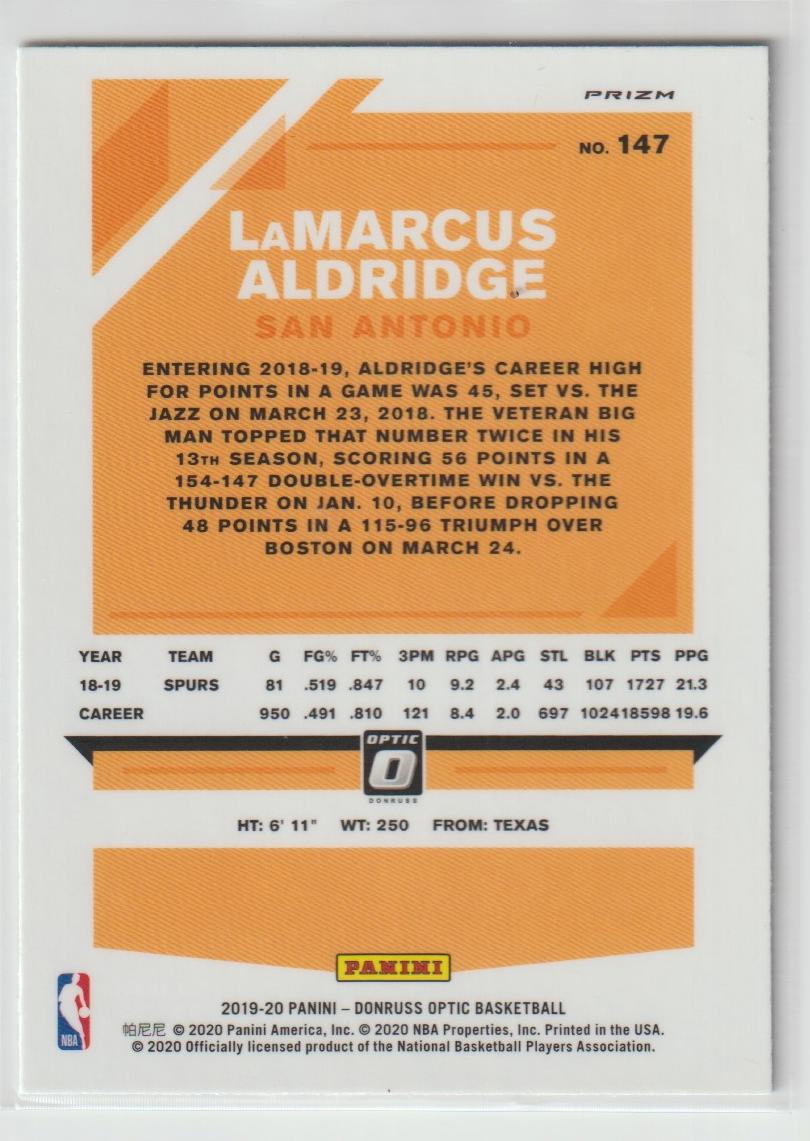 PRIZM
NO. 147
LaMARCUS
ALDRIDGE
SAN ANTONIO
ENTERING 2018-19, ALDRIDGE'S CAREER HIGH
FOR POINTS IN A GAME WAS 45, SET VS. THE
JAZZ ON MARCH 23, 2018. THE VETERAN BIG
MAN TOPPED THAT NUMBER TWICE IN HIS
13TH SEASON, SCORING 56 POINTS IN A
154-147 DOUBLE-OVERTIME WIN VS. THE
THUNDER ON JAN. 10, BEFORE DROPPING
48 POINTS IN A 115-96 TRIUMPH OVER
BOSTON ON MARCH 24.
YEAR TEAM G FG% FT% 3PM RPG APG STL BLK PTS PPG
18-19 SPURS 81 .519 .847 10 9.2 2.4 43 107 1727 21.3
CAREER 950 .491 .810 121 8.4 2.0 697 1024 18598 19.6
OPTIC
O
DONRUSS
HT: 6' 11" WT: 250 FROM: TEXAS
PANINI
NBA
2019-20 PANINI – DONRUSS OPTIC BASKETBALL
帕尼尼 © 2020 Panini America, Inc. © 2020 NBA Properties, Inc. Printed in the USA.
© 2020 Officially licensed product of the National Basketball Players Association.